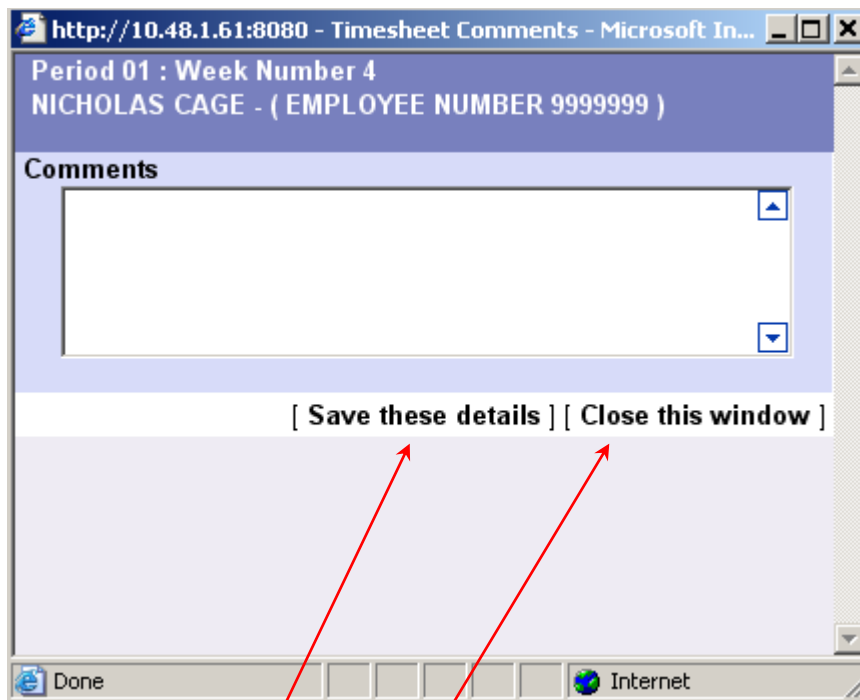 http://10.48.1.61:8080 - Timesheet Comments - Microsoft In...
Period 01 : Week Number 4
NICHOLAS CAGE - ( EMPLOYEE NUMBER 9999999 )
Comments
[ Save these details ] [ Close this window ]
Done Internet